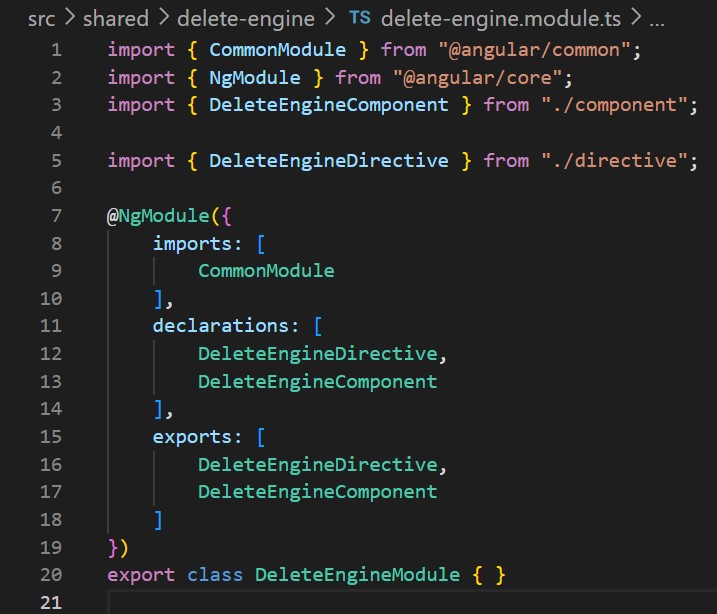 src > shared > delete-engine > TS delete-engine.module.ts > ...
1 import { CommonModule } from "@angular/common";
2 import { NgModule } from "@angular/core";
3 import { DeleteEngineComponent } from "./component";
4
5 import { DeleteEngineDirective } from "./directive";
6
7 @NgModule({
8     imports: [
9         CommonModule
10     ],
11     declarations: [
12         DeleteEngineDirective,
13         DeleteEngineComponent
14     ],
15     exports: [
16         DeleteEngineDirective,
17         DeleteEngineComponent
18     ]
19 })
20 export class DeleteEngineModule { }
21